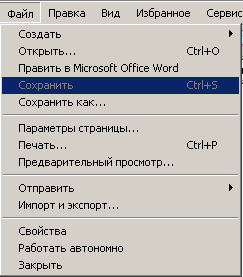 Файл Правка Вид Избранное Сервис
Создать
Открыть... Ctrl+O
Править в Microsoft Office Word
Сохранить Ctrl+S
Сохранить как...
Параметры страницы...
Печать... Ctrl+P
Предварительный просмотр...
Отправить
Импорт и экспорт...
Свойства
Работать автономно
Закрыть